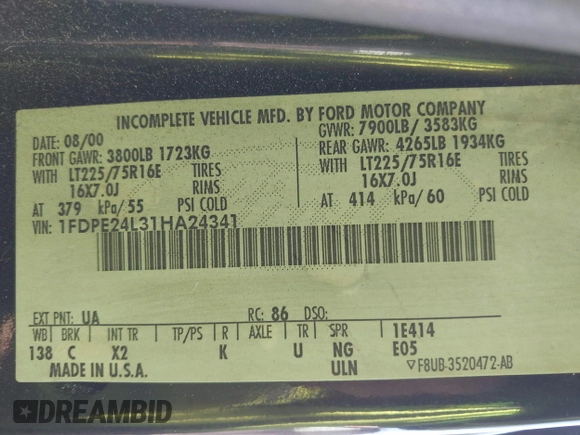 INCOMPLETE VEHICLE MFD. BY FORD MOTOR COMPANY
DATE: 08/00 GVWR: 7900LB/ 3583KG
FRONT GAWR: 3800LB 1723KG REAR GAWR: 4265LB 1934KG
WITH LT225/75R16E TIRES WITH LT225/75R16E TIRES
16X7.0J RIMS 16X7.0J RIMS
AT 379 kPa/ 55 PSI COLD AT 414 kPa/ 60 PSI COLD
VIN: 1FDPE24L31HA24341
EXT PNT: UA RC: 86 DSO:
WB BRK INT TR TP/PS R AXLE TR SPR 1E414
138 C X2 K U NG E05
MADE IN U.S.A. ULN ▽F8UB-3520472-AB
DREAMBID